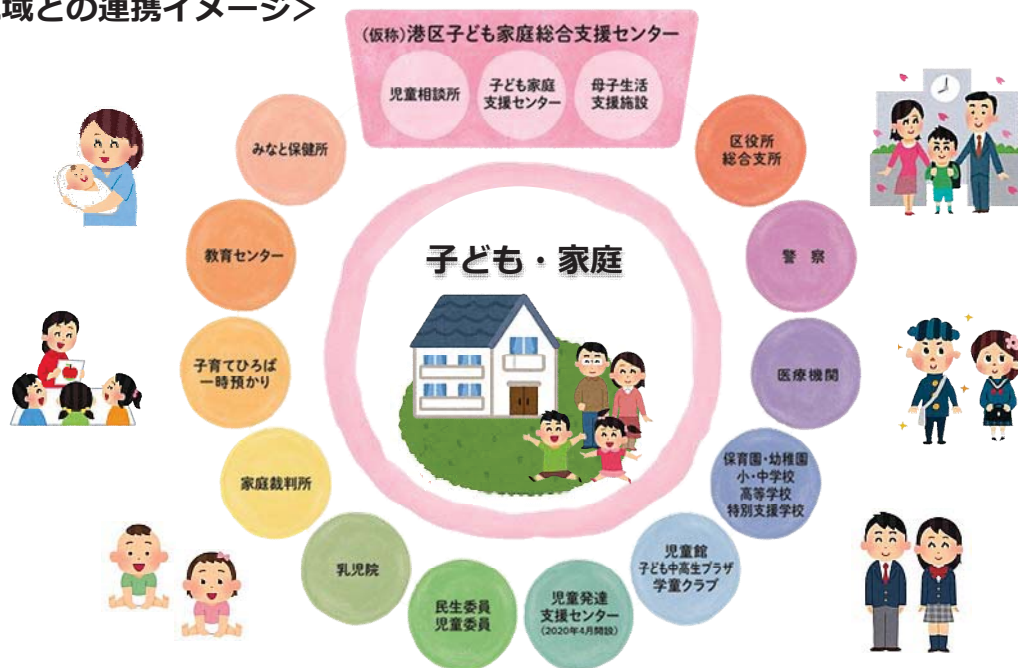 域との連携イメージ＞
(仮称)港区子ども家庭総合支援センター
児童相談所
子ども家庭
支援センター
母子生活
支援施設
みなと保健所
区役所
総合支所
教育センター
子ども・家庭
警 察
子育てひろば
一時預かり
医療機関
家庭裁判所
保育園・幼稚園
小・中学校
高等学校
特別支援学校
乳児院
児童館
子ども中高生プラザ
学童クラブ
民生委員
児童委員
児童発達
支援センター
(2020年4月開設)